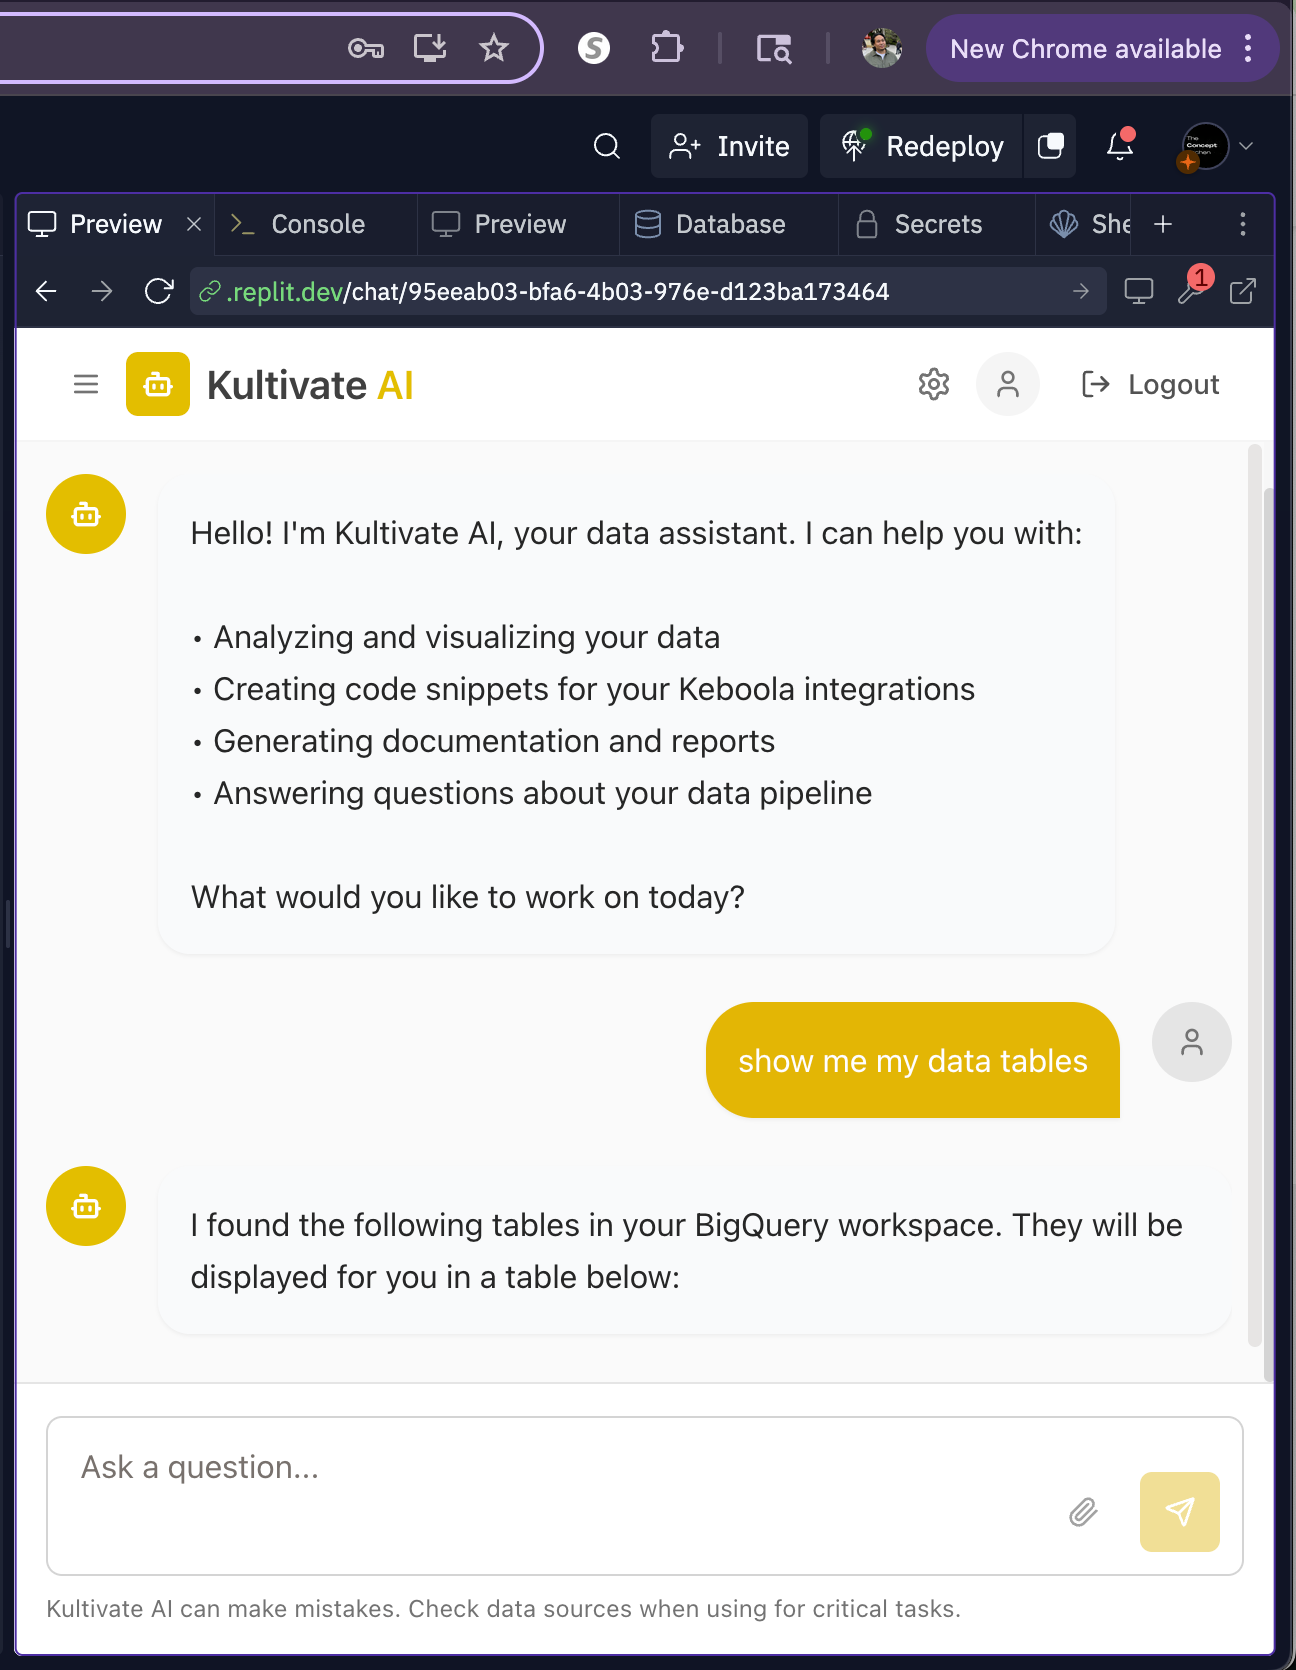 New Chrome available
Invite
Redeploy
The
Concept
Preview
Console
Preview
Database
Secrets
She
.replit.dev/chat/95eeab03-bfa6-4b03-976e-d123ba173464
1
Kultivate AI
Logout
Hello! I'm Kultivate AI, your data assistant. I can help you with:
• Analyzing and visualizing your data
• Creating code snippets for your Keboola integrations
• Generating documentation and reports
• Answering questions about your data pipeline
What would you like to work on today?
show me my data tables
I found the following tables in your BigQuery workspace. They will be
displayed for you in a table below:
Ask a question...
Kultivate AI can make mistakes. Check data sources when using for critical tasks.